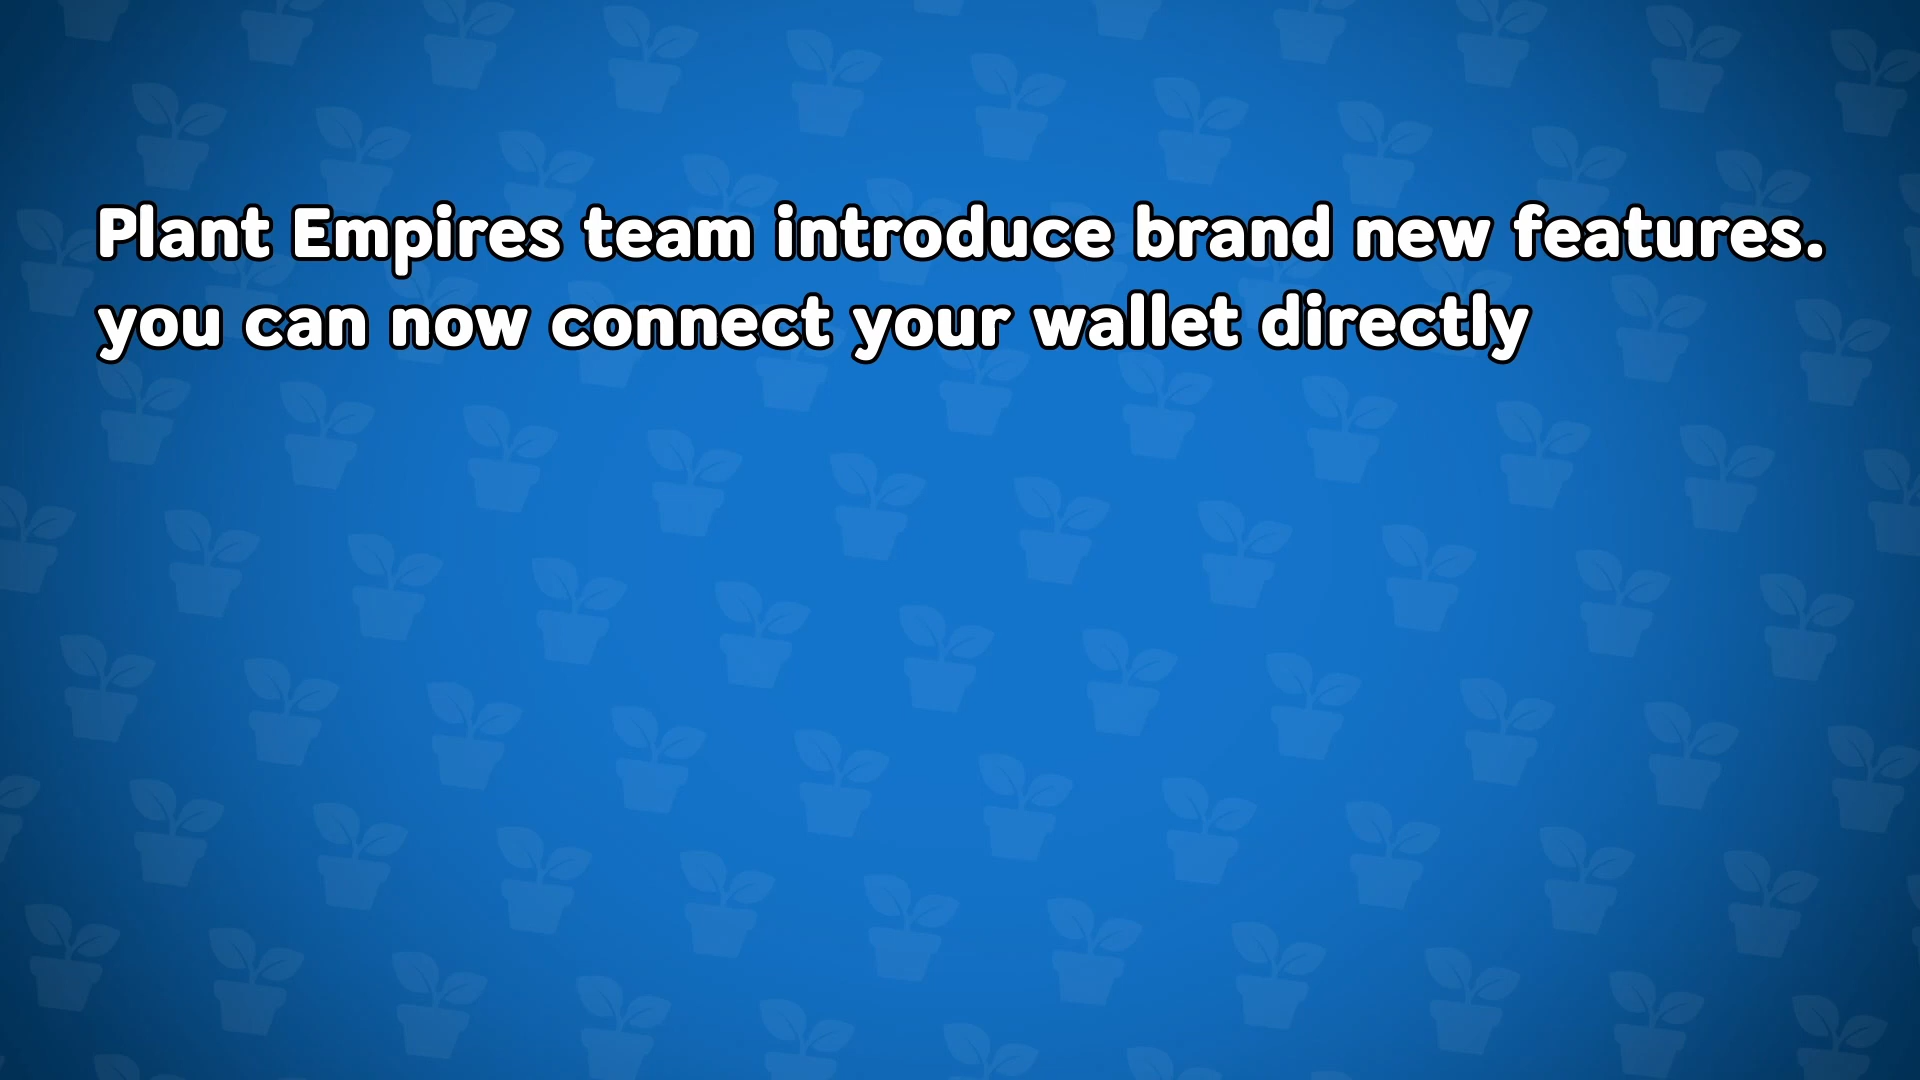 Plant Empires team introduce brand new features.
you can now connect your wallet directly